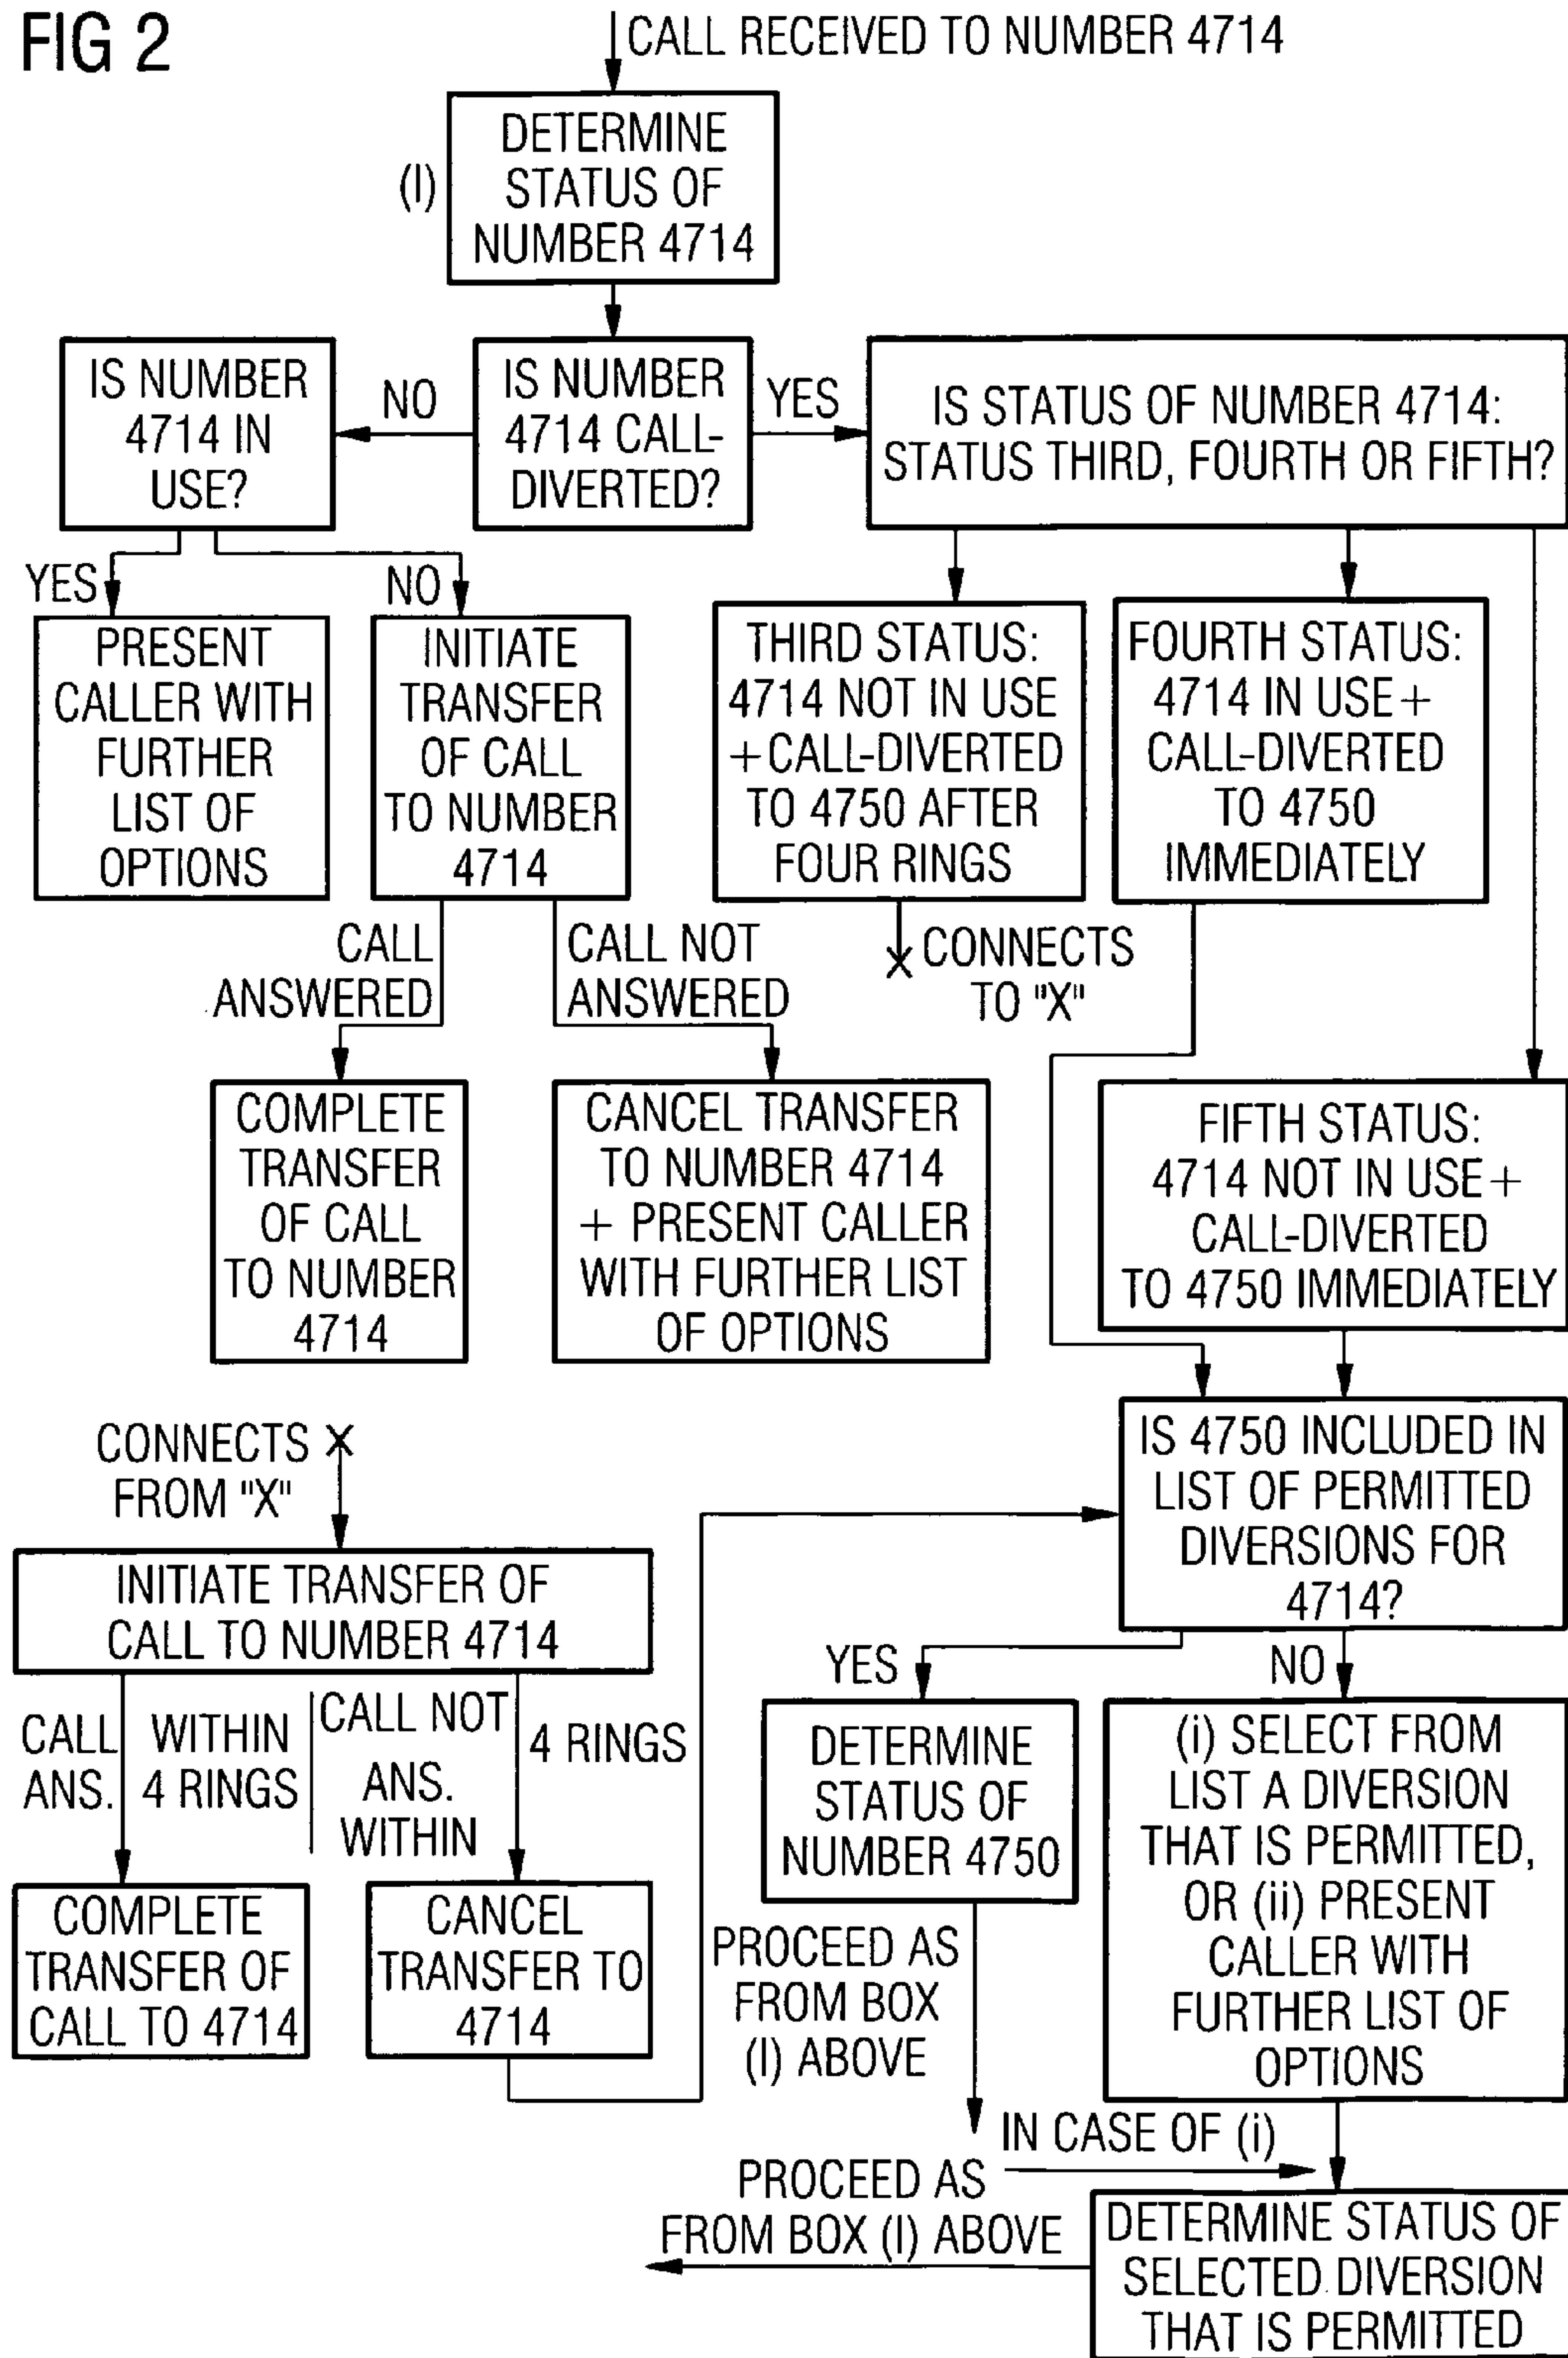 FIG 2
CALL RECEIVED TO NUMBER 4714
(I)
DETERMINE
STATUS OF
NUMBER 4714
IS NUMBER
4714 IN
USE?
NO
IS NUMBER
4714 CALL-
DIVERTED?
YES
IS STATUS OF NUMBER 4714:
STATUS THIRD, FOURTH OR FIFTH?
YES
NO
PRESENT
CALLER WITH
FURTHER
LIST OF
OPTIONS
INITIATE
TRANSFER
OF CALL
TO NUMBER
4714
THIRD STATUS:
4714 NOT IN USE
+CALL-DIVERTED
TO 4750 AFTER
FOUR RINGS
FOURTH STATUS:
4714 IN USE+
CALL-DIVERTED
TO 4750
IMMEDIATELY
CALL
ANSWERED
CALL NOT
ANSWERED
X CONNECTS
TO "X"
COMPLETE
TRANSFER
OF CALL
TO NUMBER
4714
CANCEL TRANSFER
TO NUMBER 4714
+ PRESENT CALLER
WITH FURTHER LIST
OF OPTIONS
FIFTH STATUS:
4714 NOT IN USE+
CALL-DIVERTED
TO 4750 IMMEDIATELY
CONNECTS X
FROM "X"
IS 4750 INCLUDED IN
LIST OF PERMITTED
DIVERSIONS FOR
4714?
INITIATE TRANSFER OF
CALL TO NUMBER 4714
YES
NO
CALL
ANS.
WITHIN
4 RINGS
CALL NOT
ANS.
WITHIN
4 RINGS
DETERMINE
STATUS OF
NUMBER 4750
(i) SELECT FROM
LIST A DIVERSION
THAT IS PERMITTED,
OR (ii) PRESENT
CALLER WITH
FURTHER LIST OF
OPTIONS
COMPLETE
TRANSFER OF
CALL TO 4714
CANCEL
TRANSFER TO
4714
PROCEED AS
FROM BOX
(I) ABOVE
IN CASE OF (i)
PROCEED AS
FROM BOX (I) ABOVE
DETERMINE STATUS OF
SELECTED DIVERSION
THAT IS PERMITTED